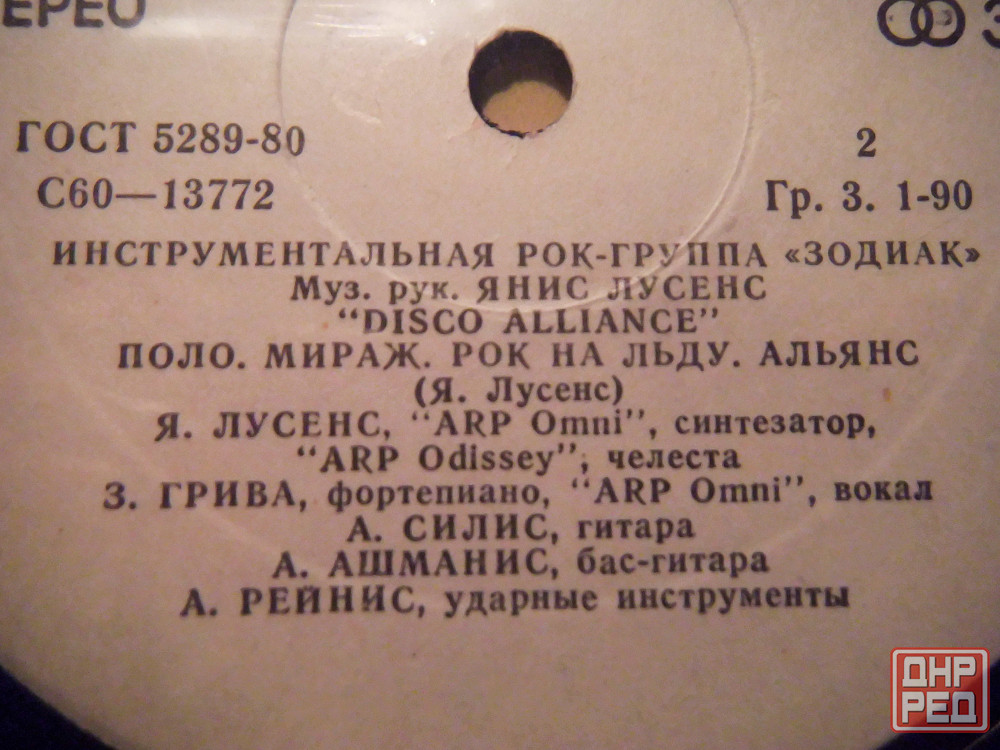 ЕРЕО
3
ГОСТ 5289-80
2
С60—13772
Гр. 3. 1-90
ИНСТРУМЕНТАЛЬНАЯ РОК-ГРУППА «ЗОДИАК»
Муз. рук. ЯНИС ЛУСЕНС
“DISCO ALLIANCE”
ПОЛО. МИРАЖ. РОК НА ЛЬДУ. АЛЬЯНС
(Я. Лусенс)
Я. ЛУСЕНС, “ARP Omni”, синтезатор,
“ARP Odissey”, челеста
З. ГРИВА, фортепиано, “ARP Omni”, вокал
А. СИЛИС, гитара
А. АШМАНИС, бас-гитара
А. РЕЙНИС, ударные инструменты
ДНР
РЕД